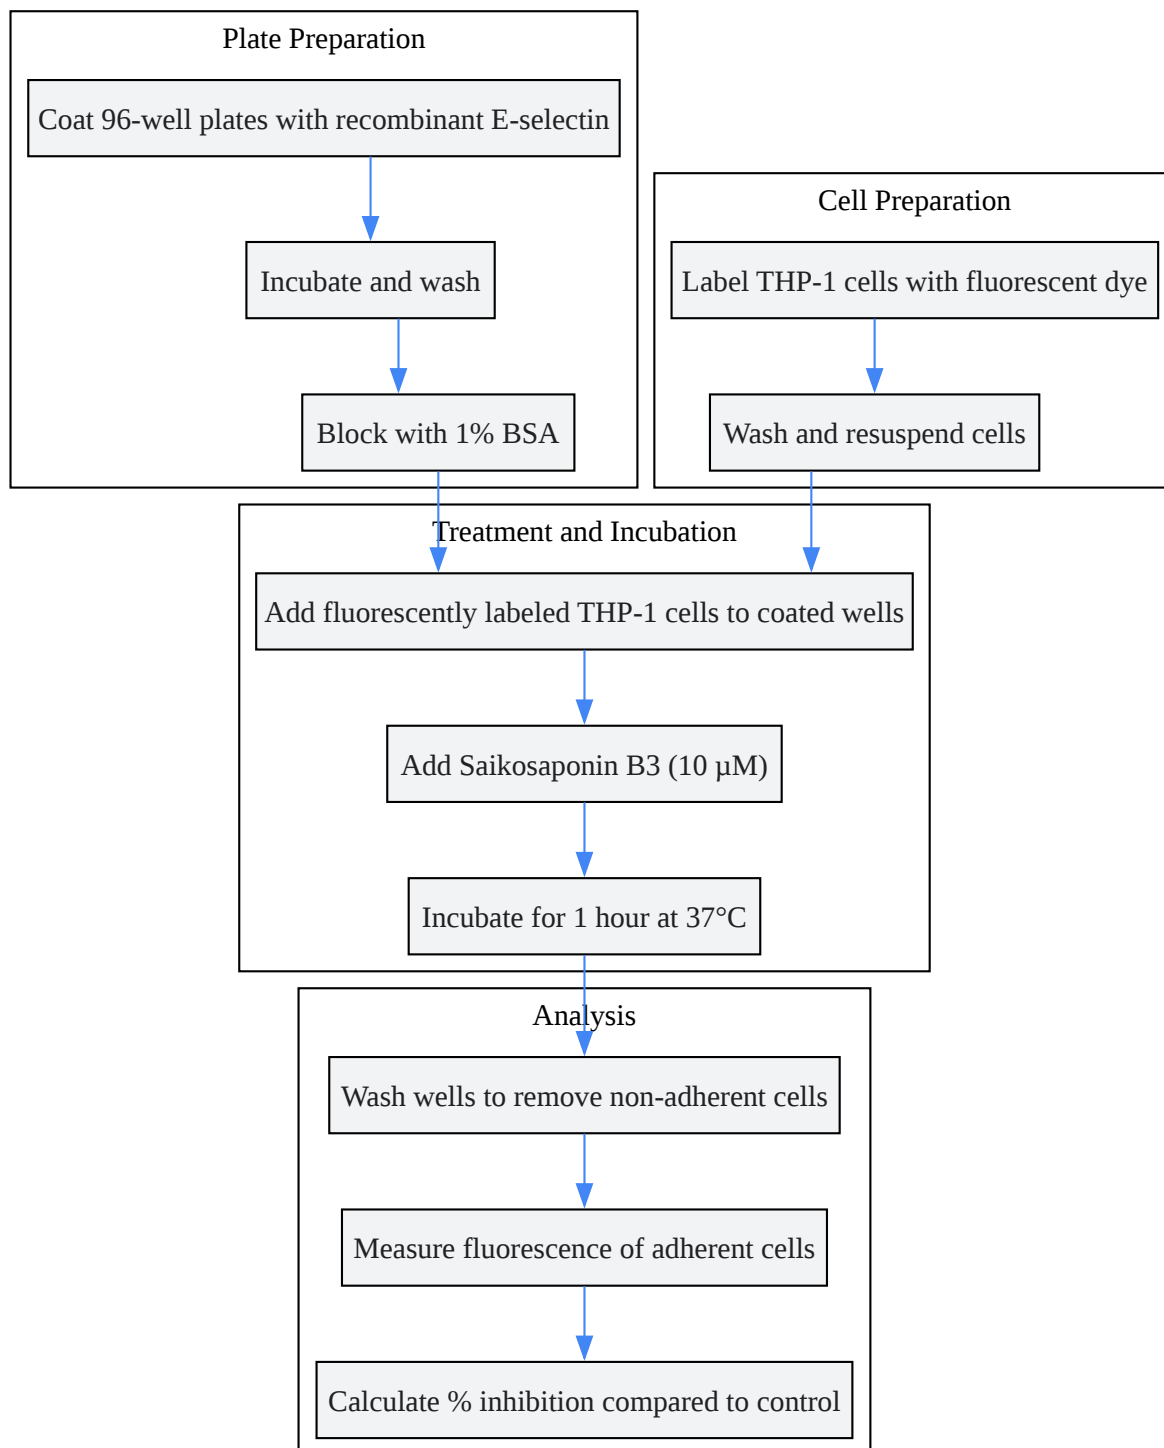 Plate Preparation
Coat 96-well plates with recombinant E-selectin
Incubate and wash
Block with 1% BSA
Cell Preparation
Label THP-1 cells with fluorescent dye
Wash and resuspend cells
Treatment and Incubation
Add fluorescently labeled THP-1 cells to coated wells
Add Saikosaponin B3 (10 µM)
Incubate for 1 hour at 37°C
Analysis
Wash wells to remove non-adherent cells
Measure fluorescence of adherent cells
Calculate % inhibition compared to control